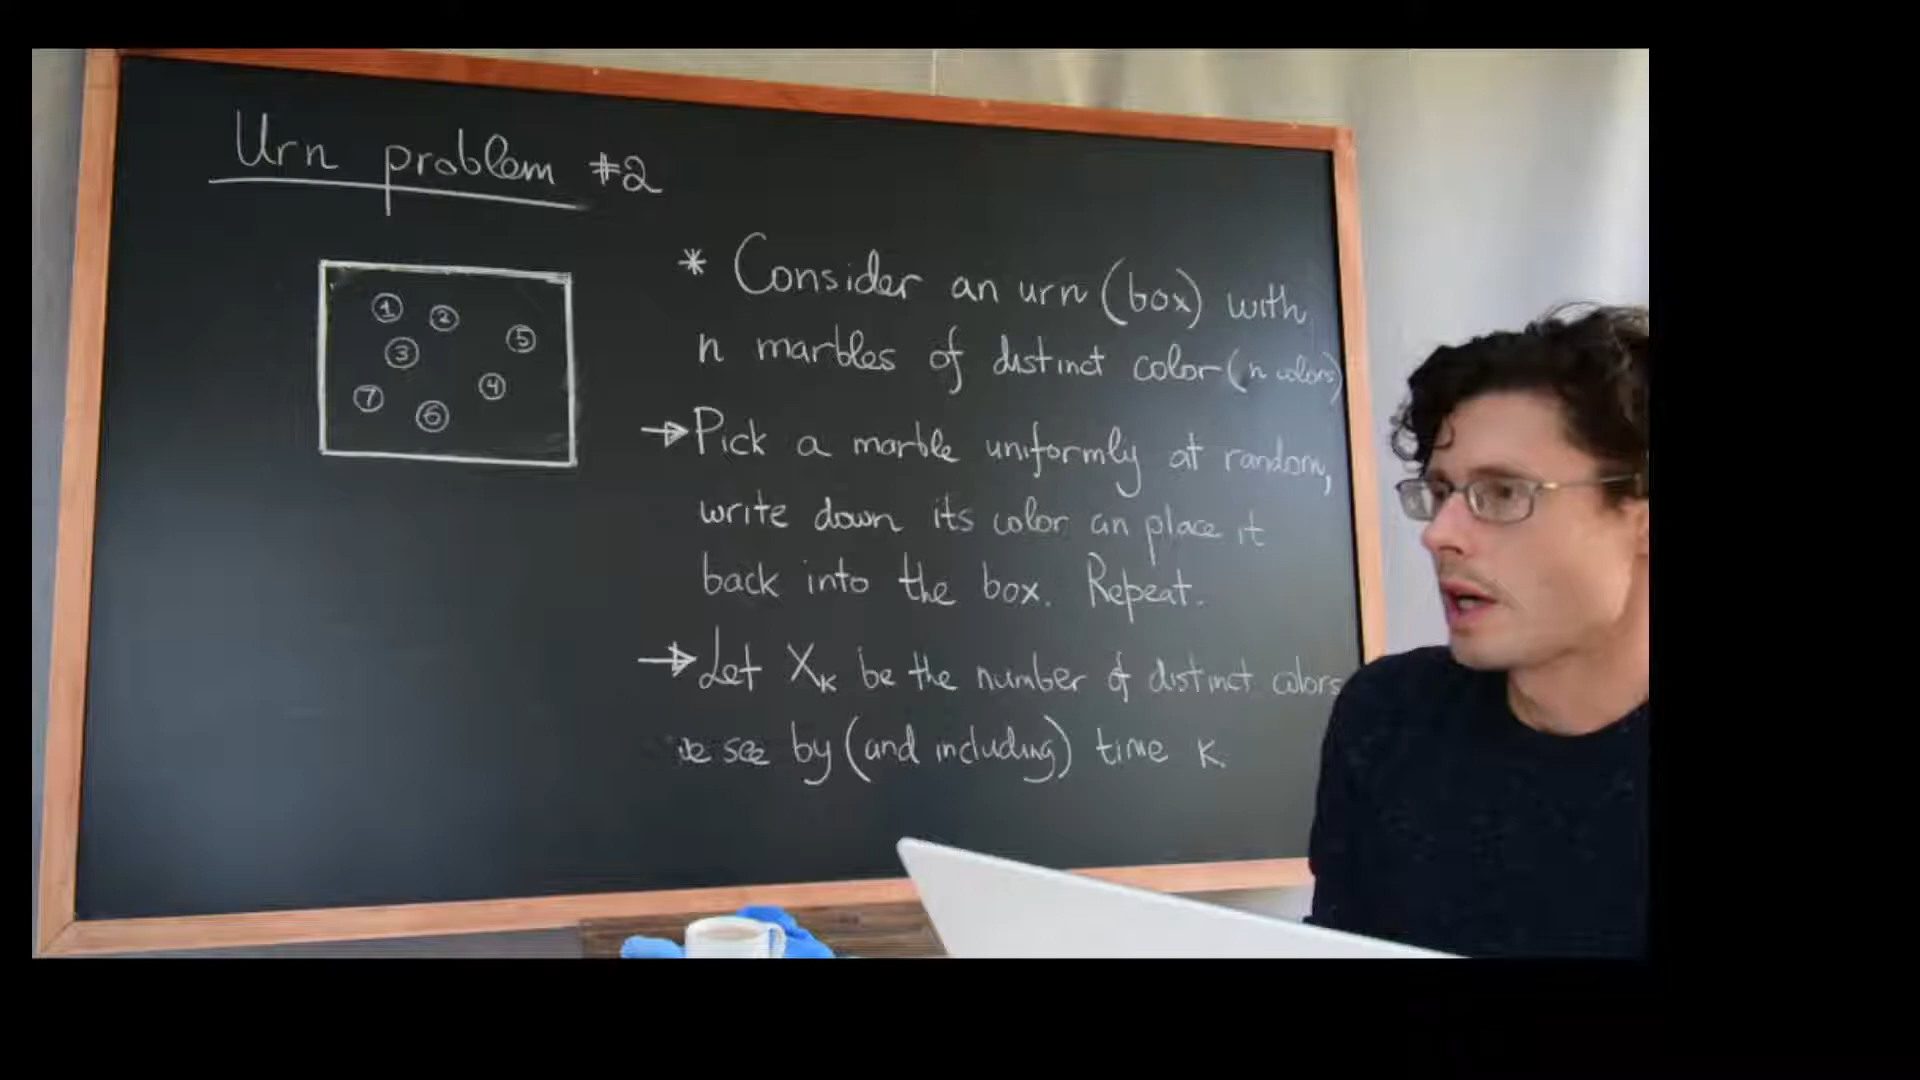 Urn problem #2
1 2 5
3
4
7 6
* Consider an urn (box) with
n marbles of distinct color (n colors)
→ Pick a marble uniformly at random,
write down its color an place it
back into the box. Repeat.
→ Let Xₖ be the number of distinct colors
we see by (and including) time k.